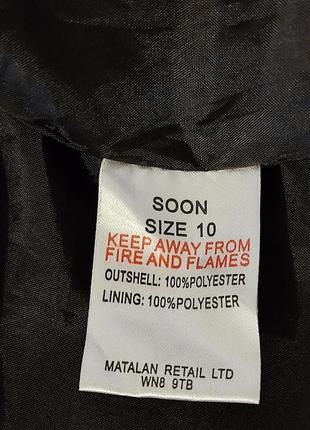 SOON
SIZE 10
KEEP AWAY FROM
FIRE AND FLAMES
OUTSHELL: 100%POLYESTER
LINING: 100%POLYESTER
MATALAN RETAIL LTD
WN8 9TB